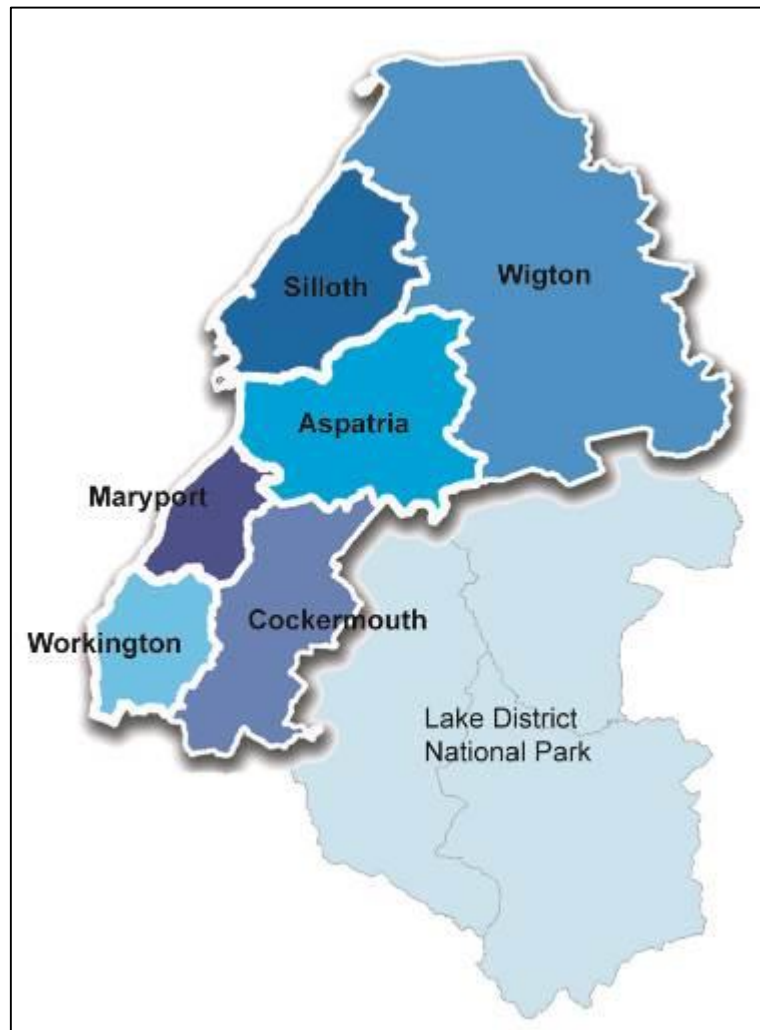 Silloth
Wigton
Aspatria
Maryport
Cockermouth
Workington
Lake District
National Park